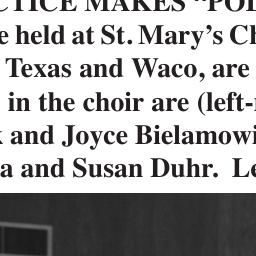 CTICE MAKES “POL
e held at St. Mary’s Ch
Texas and Waco, are
in the choir are (left-r
k and Joyce Bielamowi
a and Susan Duhr. Le